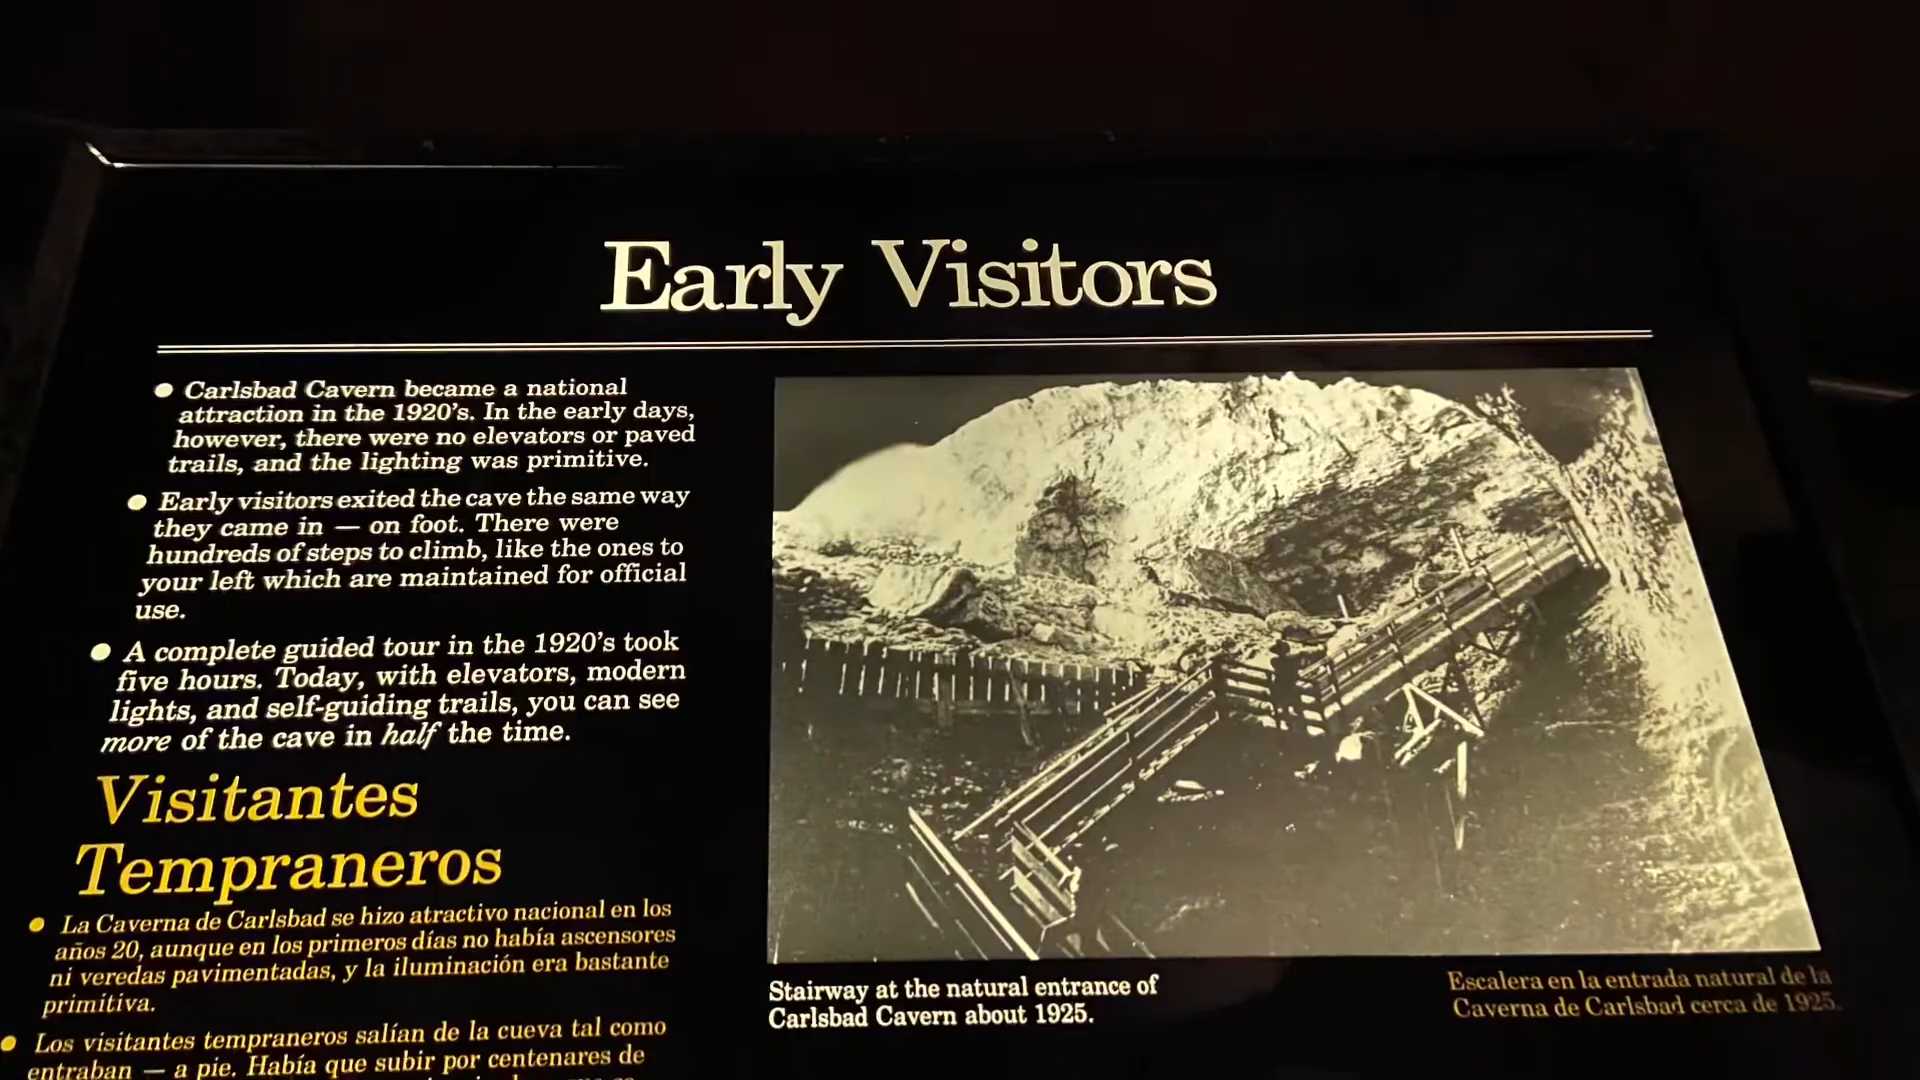 Early Visitors
● Carlsbad Cavern became a national
attraction in the 1920's. In the early days,
however, there were no elevators or paved
trails, and the lighting was primitive.
● Early visitors exited the cave the same way
they came in — on foot. There were
hundreds of steps to climb, like the ones to
your left which are maintained for official
use.
● A complete guided tour in the 1920's took
five hours. Today, with elevators, modern
lights, and self-guiding trails, you can see
more of the cave in half the time.
Visitantes
Tempraneros
● La Caverna de Carlsbad se hizo atractivo nacional en los
años 20, aunque en los primeros días no había ascensores
ni veredas pavimentadas, y la iluminación era bastante
primitiva.
● Los visitantes tempraneros salían de la cueva tal como
entraban — a pie. Había que subir por centenares de
Stairway at the natural entrance of
Carlsbad Cavern about 1925.
Escalera en la entrada natural de la
Caverna de Carlsbad cerca de 1925.